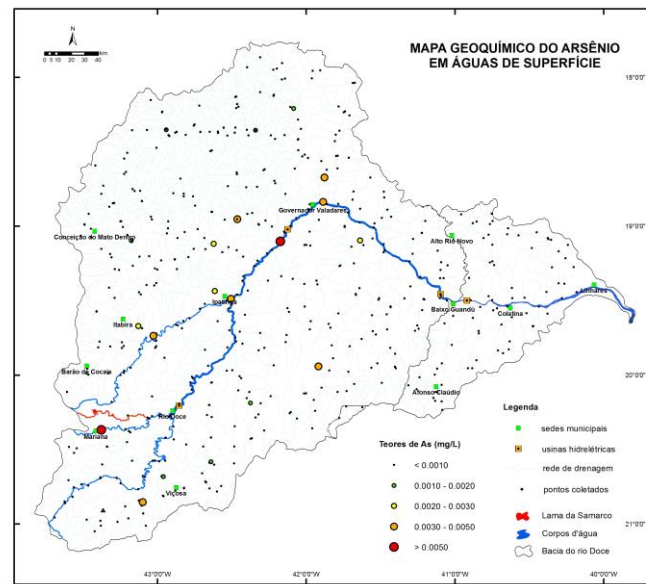 MAPA GEOQUÍMICO DO ARSÊNIO
EM ÁGUAS DE SUPERFÍCIE
N
0 5 10 20 30 40
km
18°0'0"
19°0'0"
20°0'0"
21°0'0"
Governador Valadares
Conceição do Mato Dentro
Alto Rio Novo
Ipatinga
Linhares
Itabira
Baixo Guandú
Colatina
Barão de Cocais
Afonso Claúdio
Rio Doce
Mariana
Viçosa
Teores de As (mg/L)
< 0.0010
0.0010 - 0.0020
0.0020 - 0.0030
0.0030 - 0.0050
> 0.0050
Legenda
sedes municipais
usinas hidrelétricas
rede de drenagem
pontos coletados
Lama da Samarco
Corpos d'água
Bacia do rio Doce
43°0'0"W
42°0'0"W
41°0'0"W
40°0'0"W